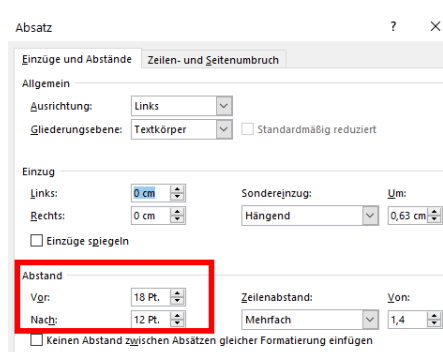 Absatz ? ×
Einzüge und Abstände Zeilen- und Seitenumbruch
Allgemein
Ausrichtung: Links
Gliederungsebene: Textkörper Standardmäßig reduziert
Einzug
Links: 0 cm Sondereinzug: Um:
Rechts: 0 cm Hängend 0,63 cm
Einzüge spiegeln
Abstand
Vor: 18 Pt. Zeilenabstand: Von:
Nach: 12 Pt. Mehrfach 1,4
Keinen Abstand zwischen Absätzen gleicher Formatierung einfügen